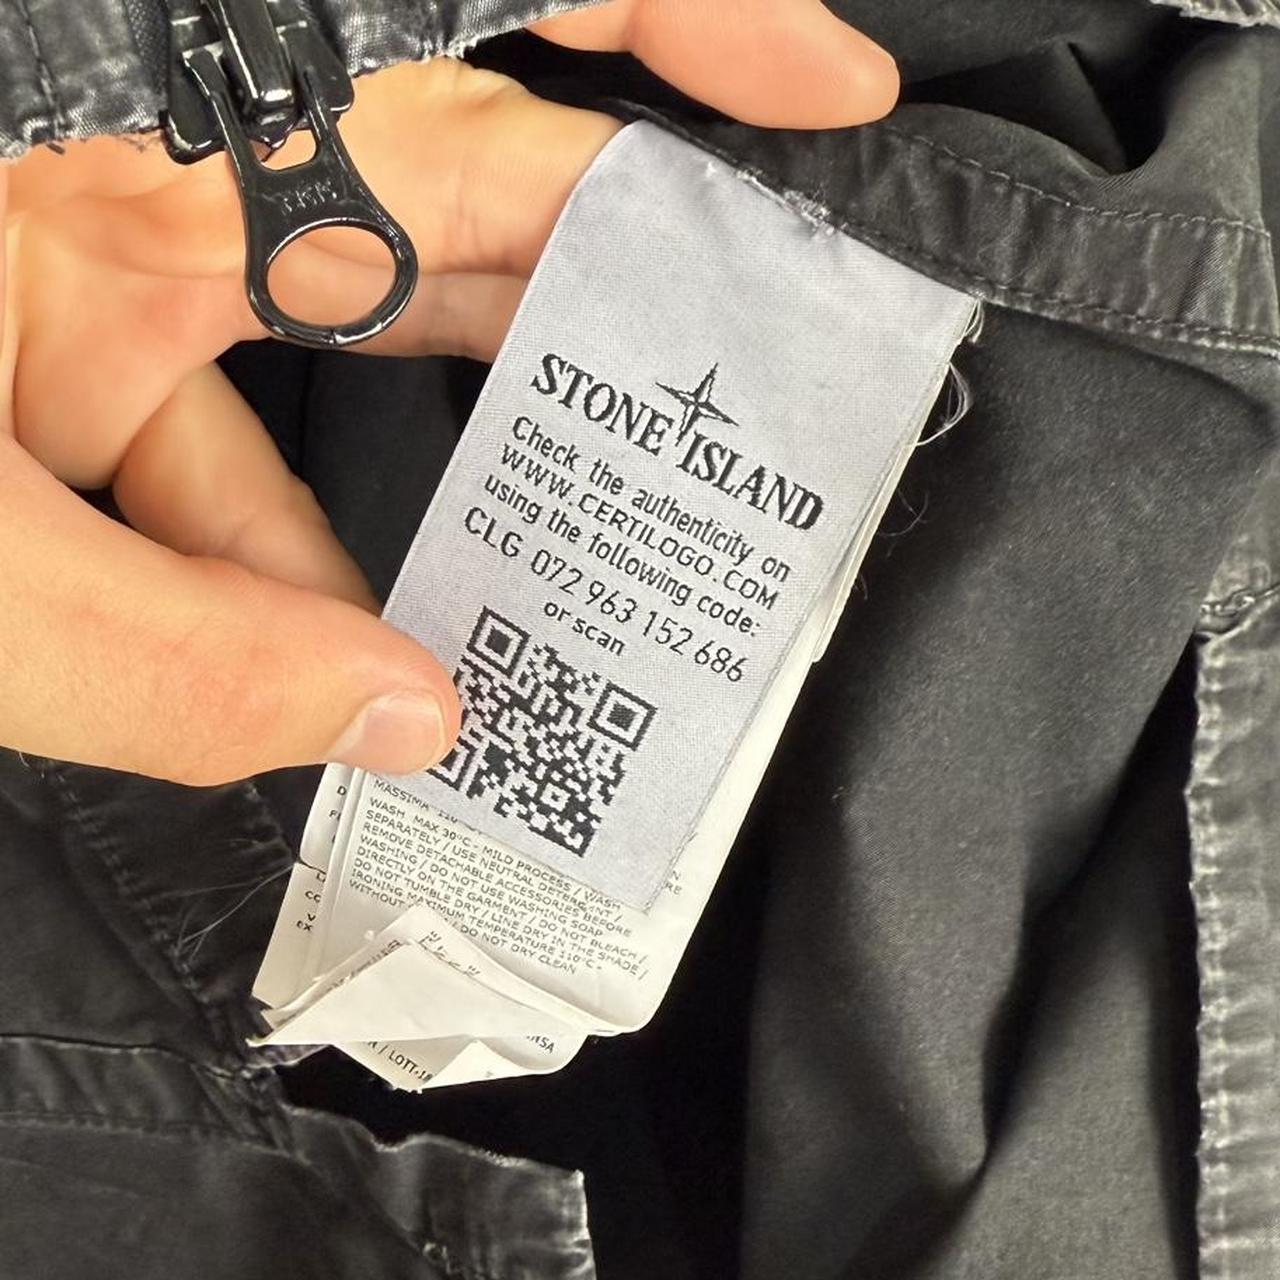 STONE ISLAND
Check the authenticity on
WWW.CERTILOGO.COM
using the following code:
CLG 072 963 152 686
or scan
MASSIMA 110
WASH MAX 30°C - MILD PROCESS / WASH
SEPARATELY / USE NEUTRAL DETERGENT /
REMOVE DETACHABLE ACCESSORIES BEFORE
WASHING / DO NOT USE WASHING SOAP
DIRECTLY ON THE GARMENT / DO NOT BLEACH /
DO NOT TUMBLE DRY / LINE DRY IN THE SHADE /
IRONING MAXIMUM TEMPERATURE 110°C -
WITHOUT / DO NOT DRY CLEAN